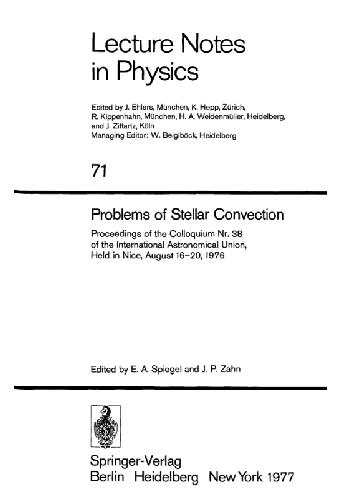 Lecture Notes
in Physics
Edited by J. Ehlers, München, K. Hepp, Zürich,
R. Kippenhahn, München, H. A. Weidenmüller, Heidelberg,
and J. Zittartz, Köln
Managing Editor: W. Beiglböck, Heidelberg
71
Problems of Stellar Convection
Proceedings of the Colloquium Nr. 38
of the International Astronomical Union,
Held in Nice, August 16–20, 1976
Edited by E. A. Spiegel and J. P. Zahn
Springer-Verlag
Berlin Heidelberg New York 1977